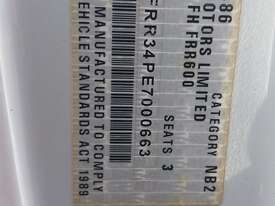 86
OTORS LIMITED
FH FRR600
CATEGORY NB2
FRR34PE7000663
SEATS 3
MANUFACTURED TO COMPLY
EHICLE STANDARDS ACT 1989